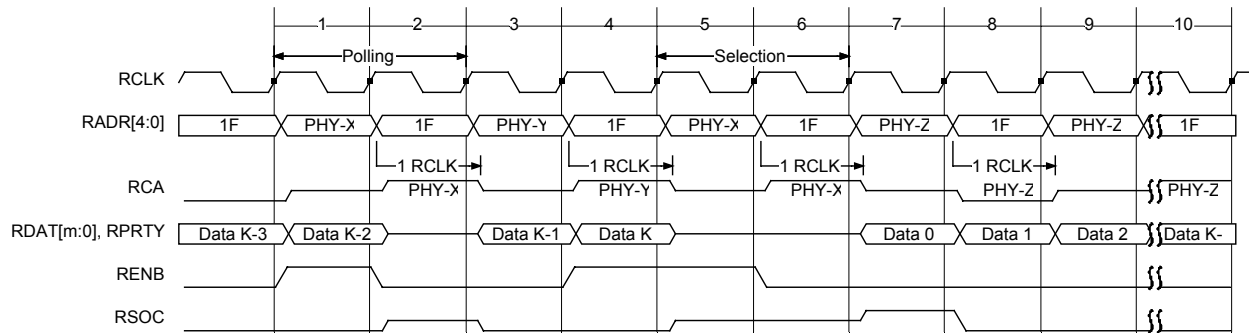 1 2 3 4 5 6 7 8 9 10
Polling Selection
RCLK
RADR[4:0] 1F PHY-X 1F PHY-Y 1F PHY-X 1F PHY-Z 1F PHY-Z 1F
1 RCLK 1 RCLK 1 RCLK 1 RCLK
RCA PHY-X PHY-Y PHY-X PHY-Z PHY-Z
RDAT[m:0], RPRTY Data K-3 Data K-2 Data K-1 Data K Data 0 Data 1 Data 2 Data K-
RENB
RSOC